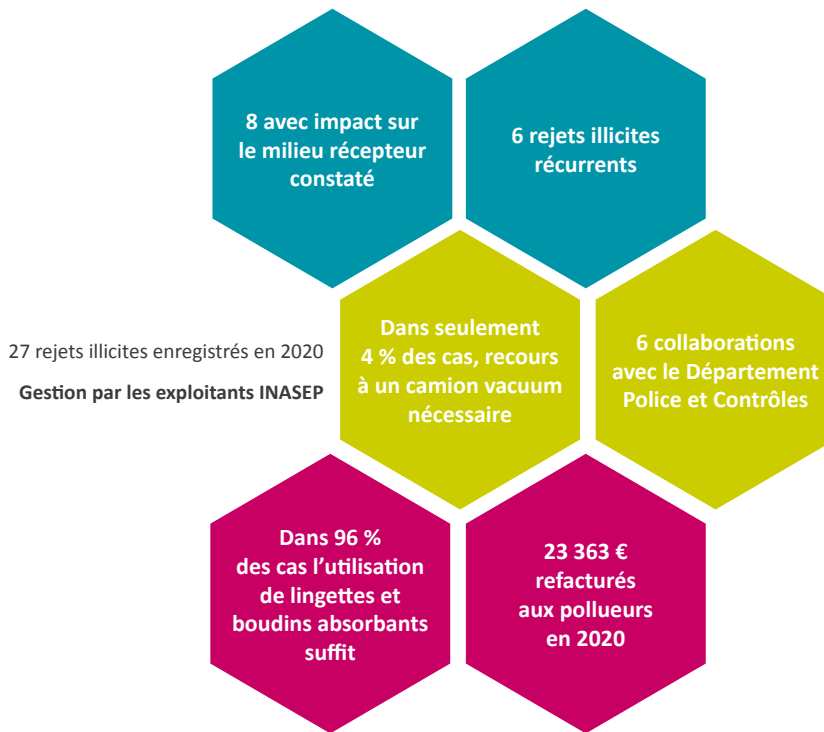 8 avec impact sur
le milieu récepteur
constaté
6 rejets illicites
récurrents
27 rejets illicites enregistrés en 2020
Gestion par les exploitants INASEP
Dans seulement
4 % des cas, recours
à un camion vacuum
nécessaire
6 collaborations
avec le Département
Police et Contrôles
Dans 96 %
des cas l’utilisation
de lingettes et
boudins absorbants
suffit
23 363 €
refacturés
aux pollueurs
en 2020